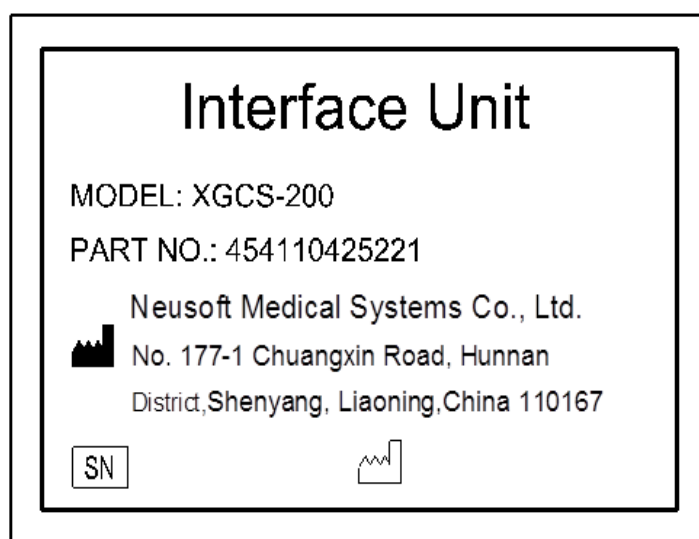 Interface Unit
MODEL: XGCS-200
PART NO.: 454110425221
Neusoft Medical Systems Co., Ltd.
No. 177-1 Chuangxin Road, Hunnan
District,Shenyang, Liaoning,China 110167
SN